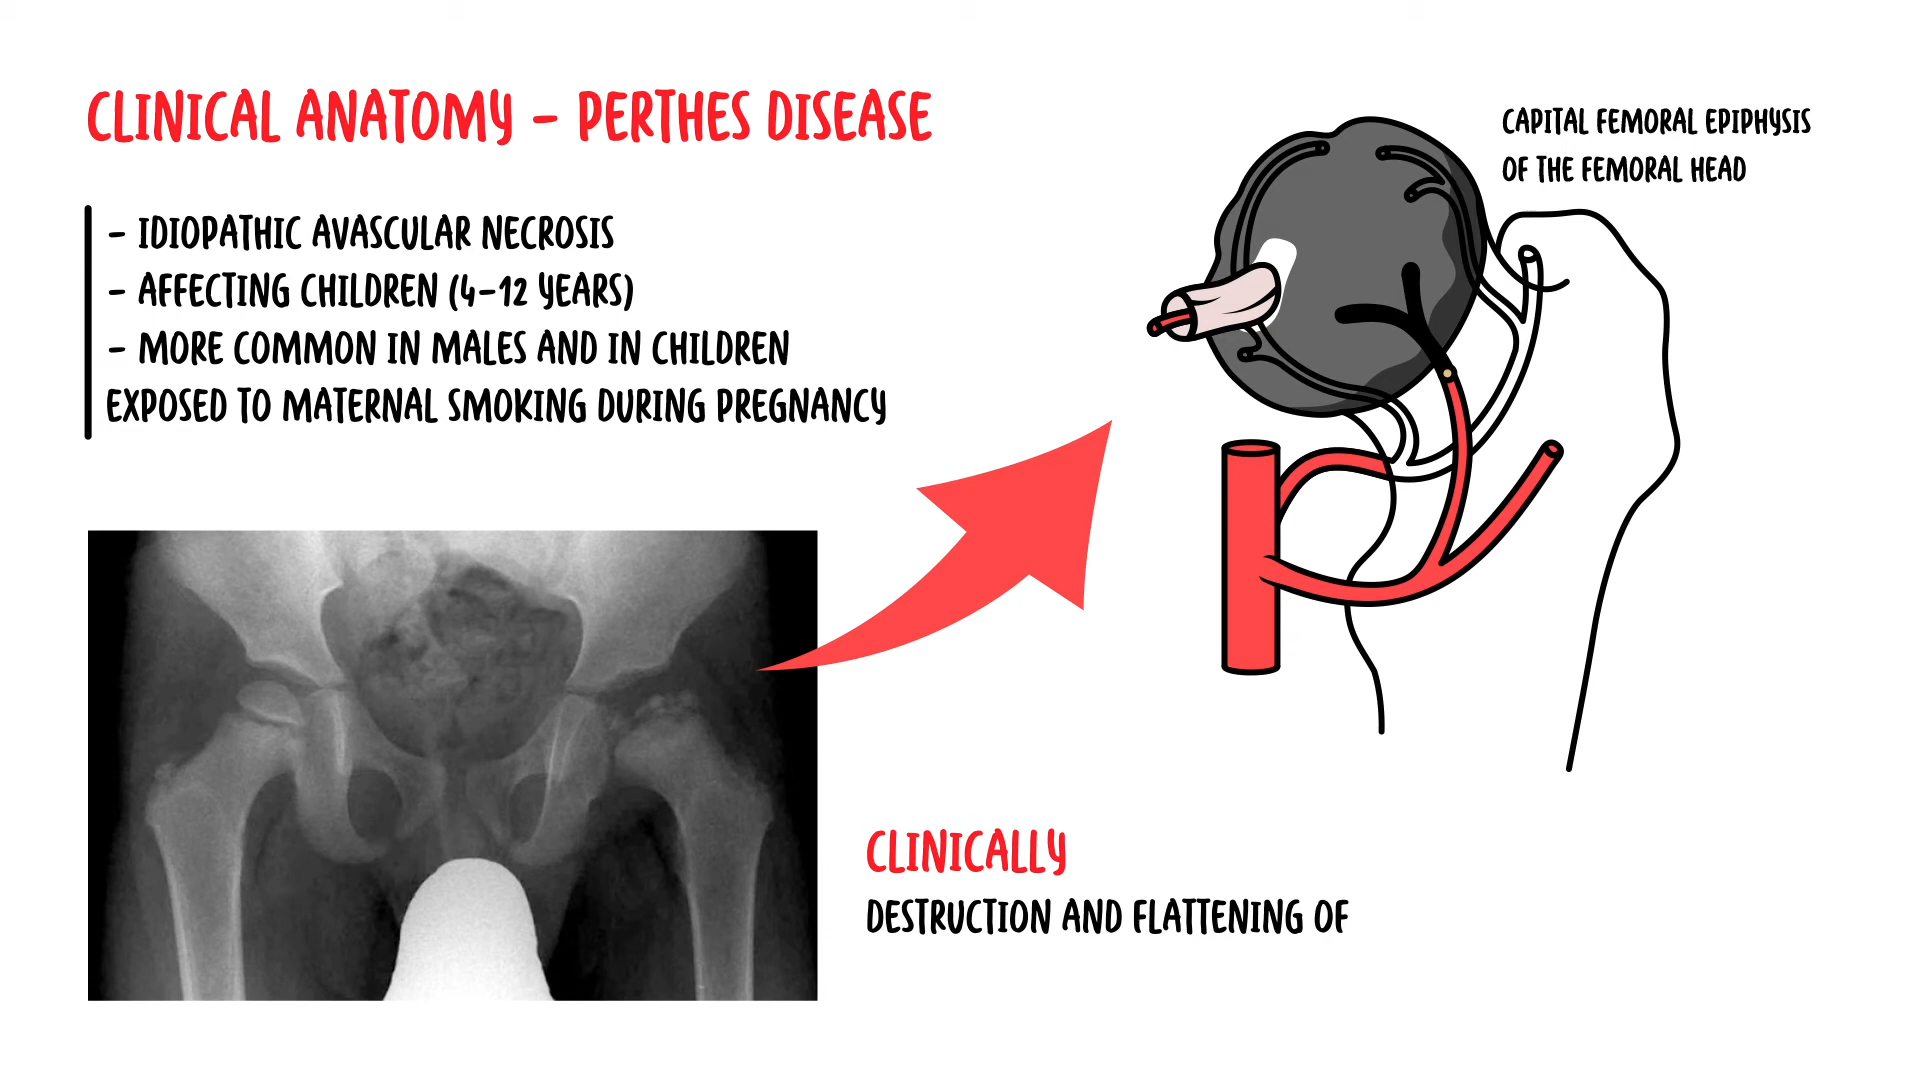 CLINICAL ANATOMY - PERTHES DISEASE
- IDIOPATHIC AVASCULAR NECROSIS
- AFFECTING CHILDREN (4-12 YEARS)
- MORE COMMON IN MALES AND IN CHILDREN
EXPOSED TO MATERNAL SMOKING DURING PREGNANCY
CAPITAL FEMORAL EPIPHYSIS
OF THE FEMORAL HEAD
CLINICALLY
DESTRUCTION AND FLATTENING OF